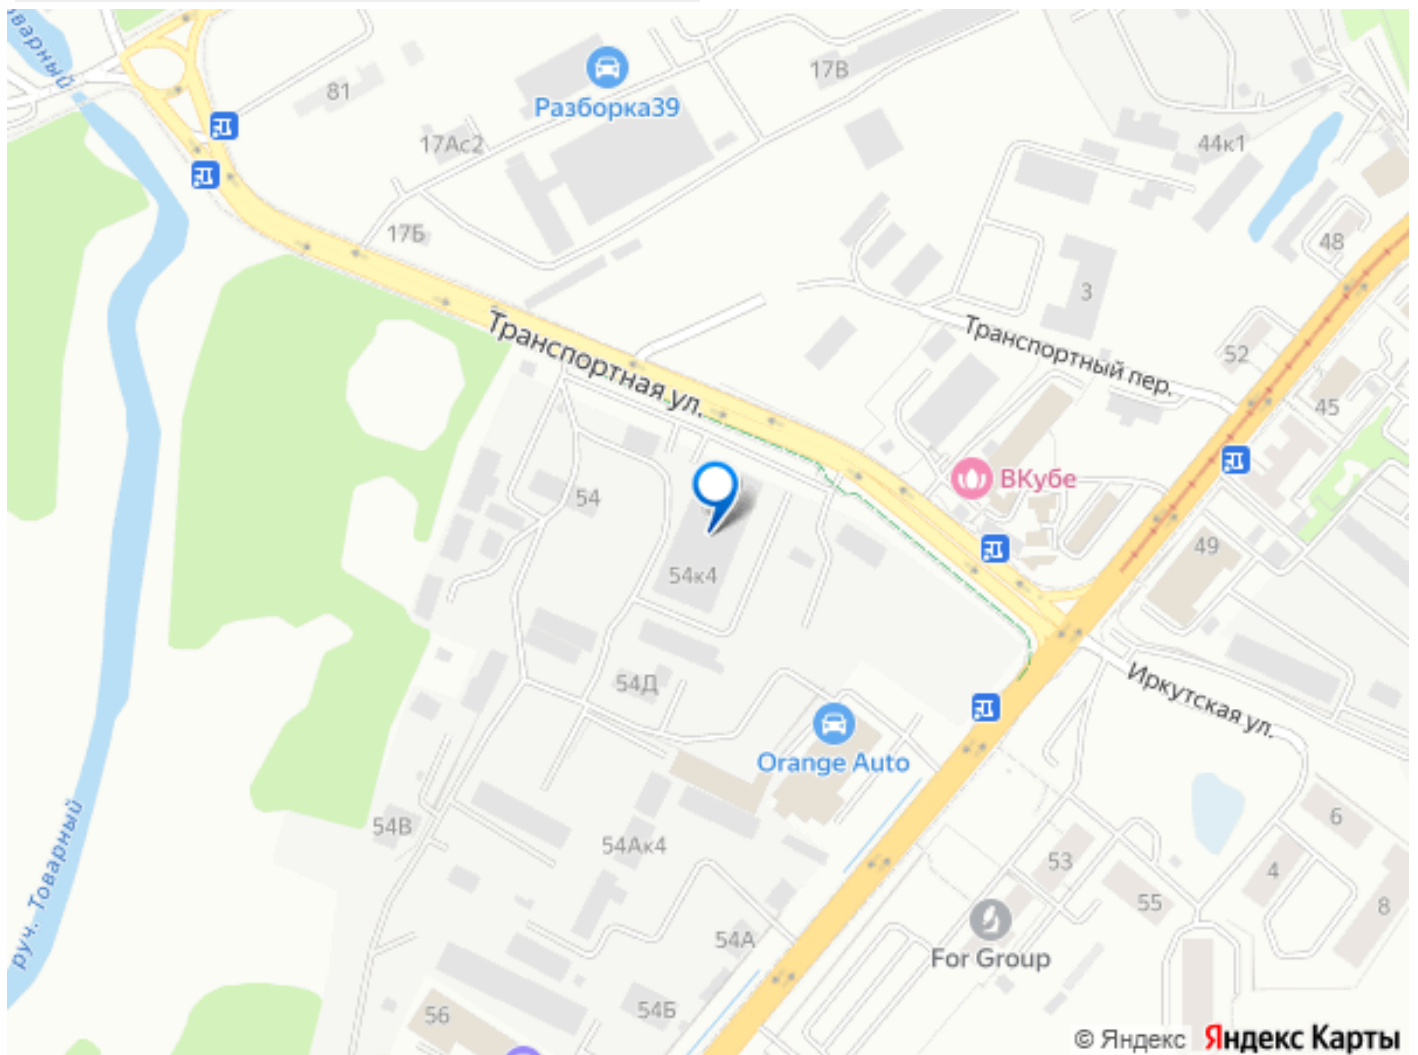 Товарный
81
Разборка39
17В
17Ас2
44к1
17Б
48
3
Транспортная ул.
Транспортный пер.
52
45
ВКубе
54
49
54к4
54Д
Иркутская ул.
Orange Auto
54В
6
54Ак4
53
4
55
8
руч. Товарный
54А
For Group
54Б
56
© Яндекс Яндекс Карты